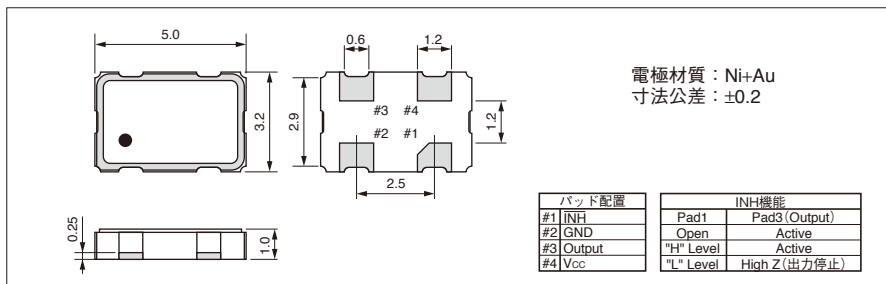 5.0
0.6
1.2
3.2
2.9
#3 #4
#2 #1
1.2
2.5
0.25
1.0
電極材質：Ni+Au
寸法公差：±0.2
パッド配置
#1 INH
#2 GND
#3 Output
#4 Vcc
INH機能
Pad1 Pad3(Output)
Open Active
"H" Level Active
"L" Level High Z(出力停止)